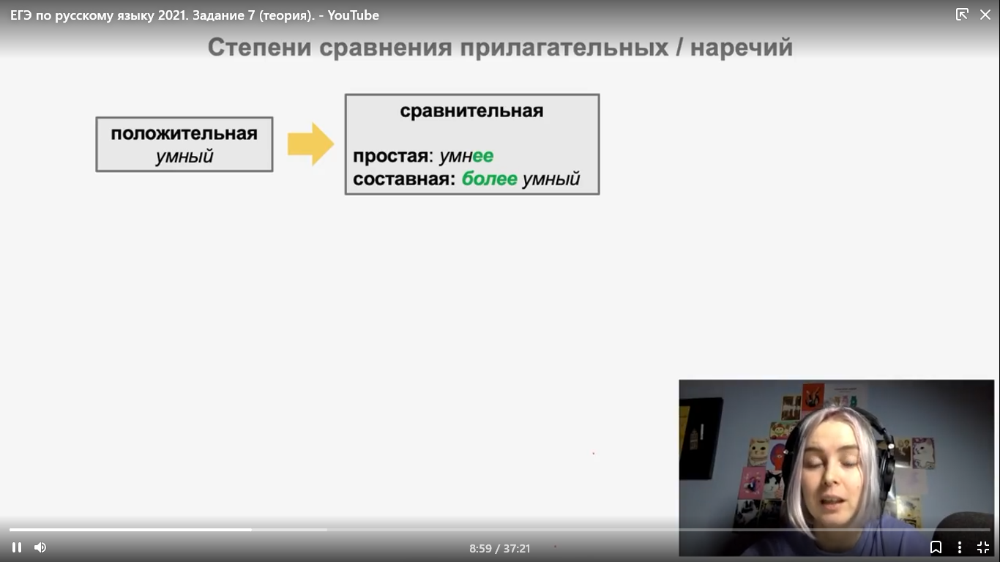 ЕГЭ по русскому языку 2021. Задание 7 (теория). - YouTube
Степени сравнения прилагательных / наречий
положительная
умный
сравнительная
простая: умнее
составная: более умный
8:59 / 37:21